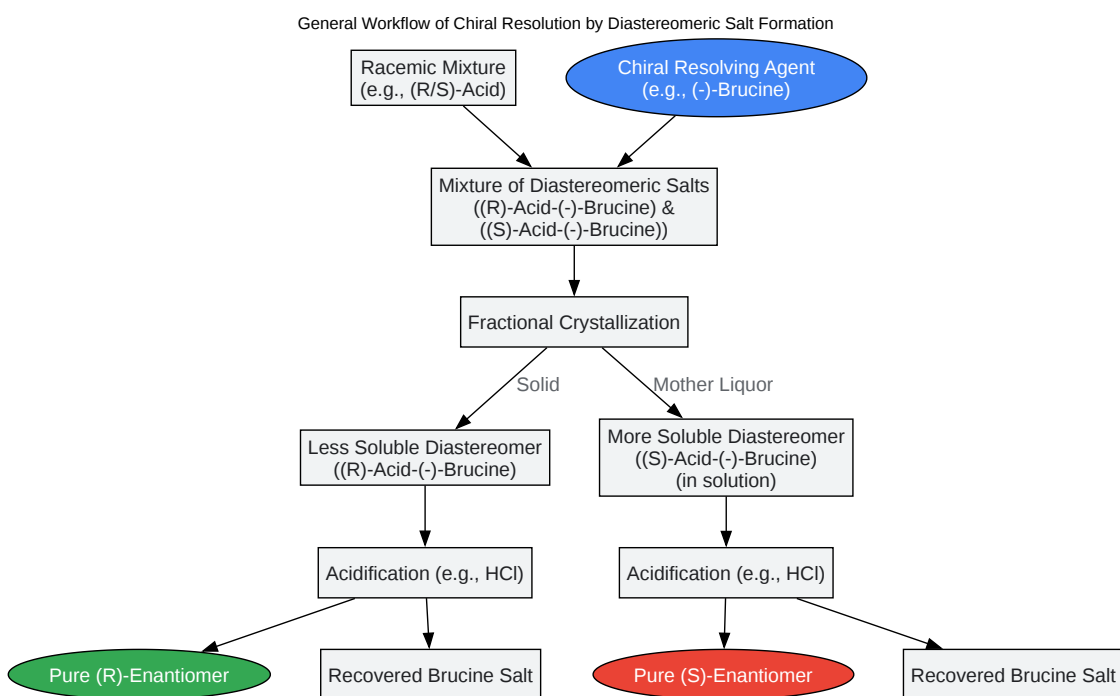 General Workflow of Chiral Resolution by Diastereomeric Salt Formation
Racemic Mixture
(e.g., (R/S)-Acid)
Chiral Resolving Agent
(e.g., (-)-Brucine)
Mixture of Diastereomeric Salts
((R)-Acid-(-)-Brucine) &
((S)-Acid-(-)-Brucine))
Fractional Crystallization
Solid
Mother Liquor
Less Soluble Diastereomer
((R)-Acid-(-)-Brucine)
More Soluble Diastereomer
((S)-Acid-(-)-Brucine)
(in solution)
Acidification (e.g., HCl)
Acidification (e.g., HCl)
Pure (R)-Enantiomer
Recovered Brucine Salt
Pure (S)-Enantiomer
Recovered Brucine Salt